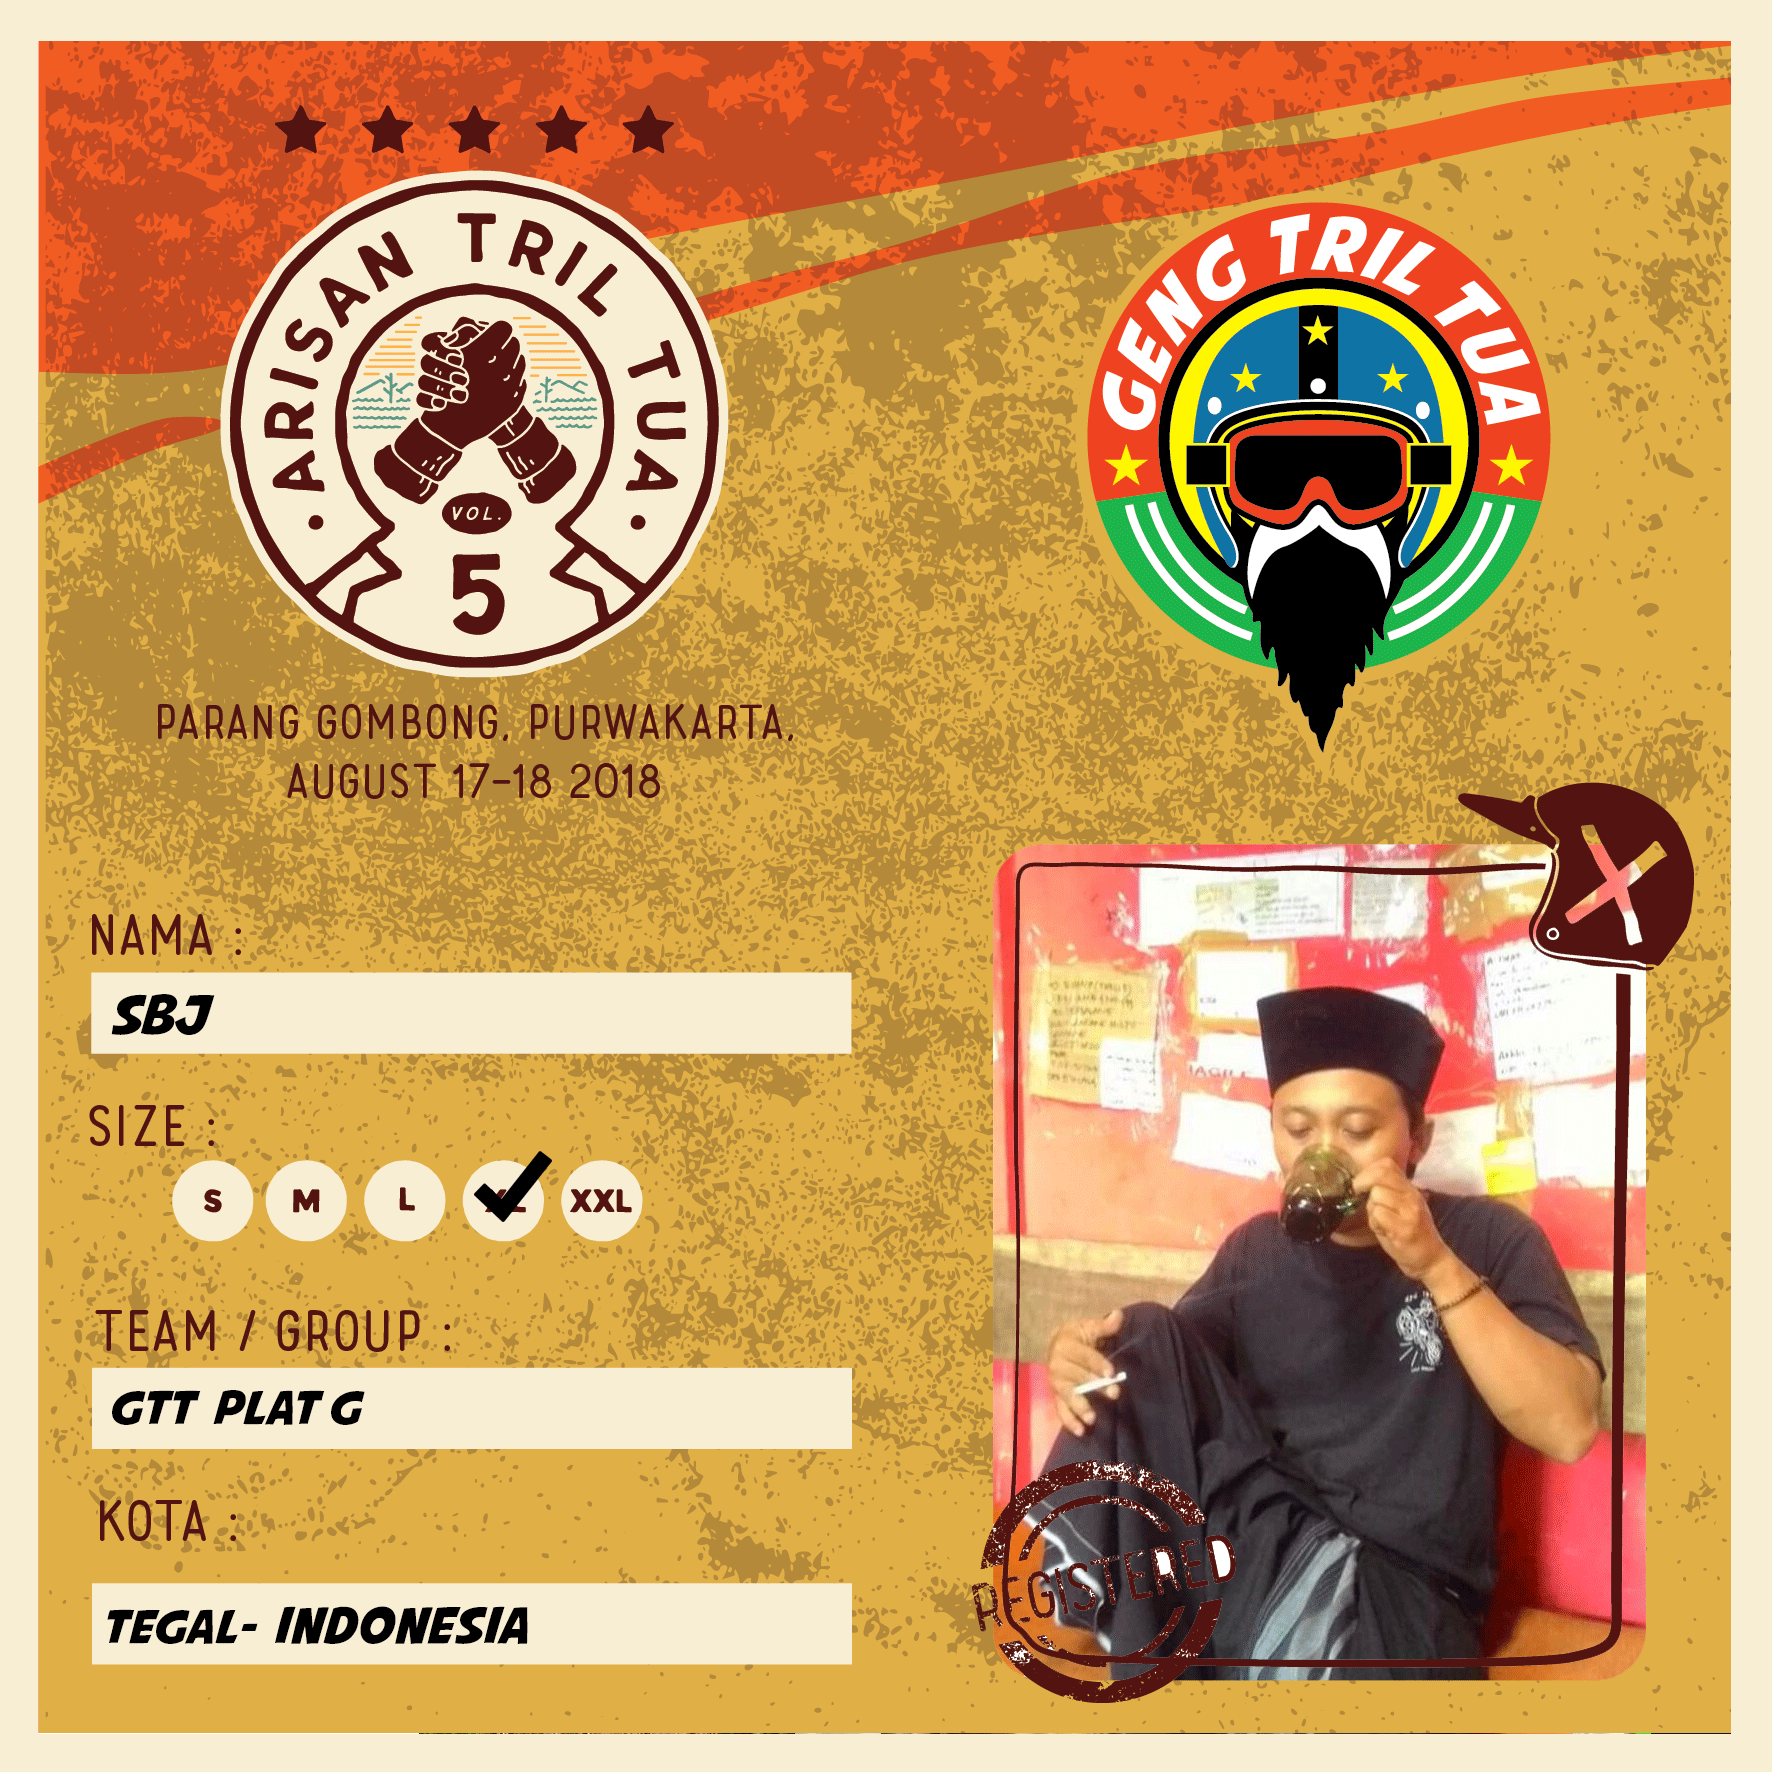 ARISAN TRIL TUA
VOL.
5
GENG TRIL TUA
PARANG GOMBONG, PURWAKARTA,
AUGUST 17-18 2018
NAMA :
SBJ
SIZE :
S M L XXL
TEAM / GROUP :
GTT PLAT G
KOTA :
TEGAL- INDONESIA
REGISTERED